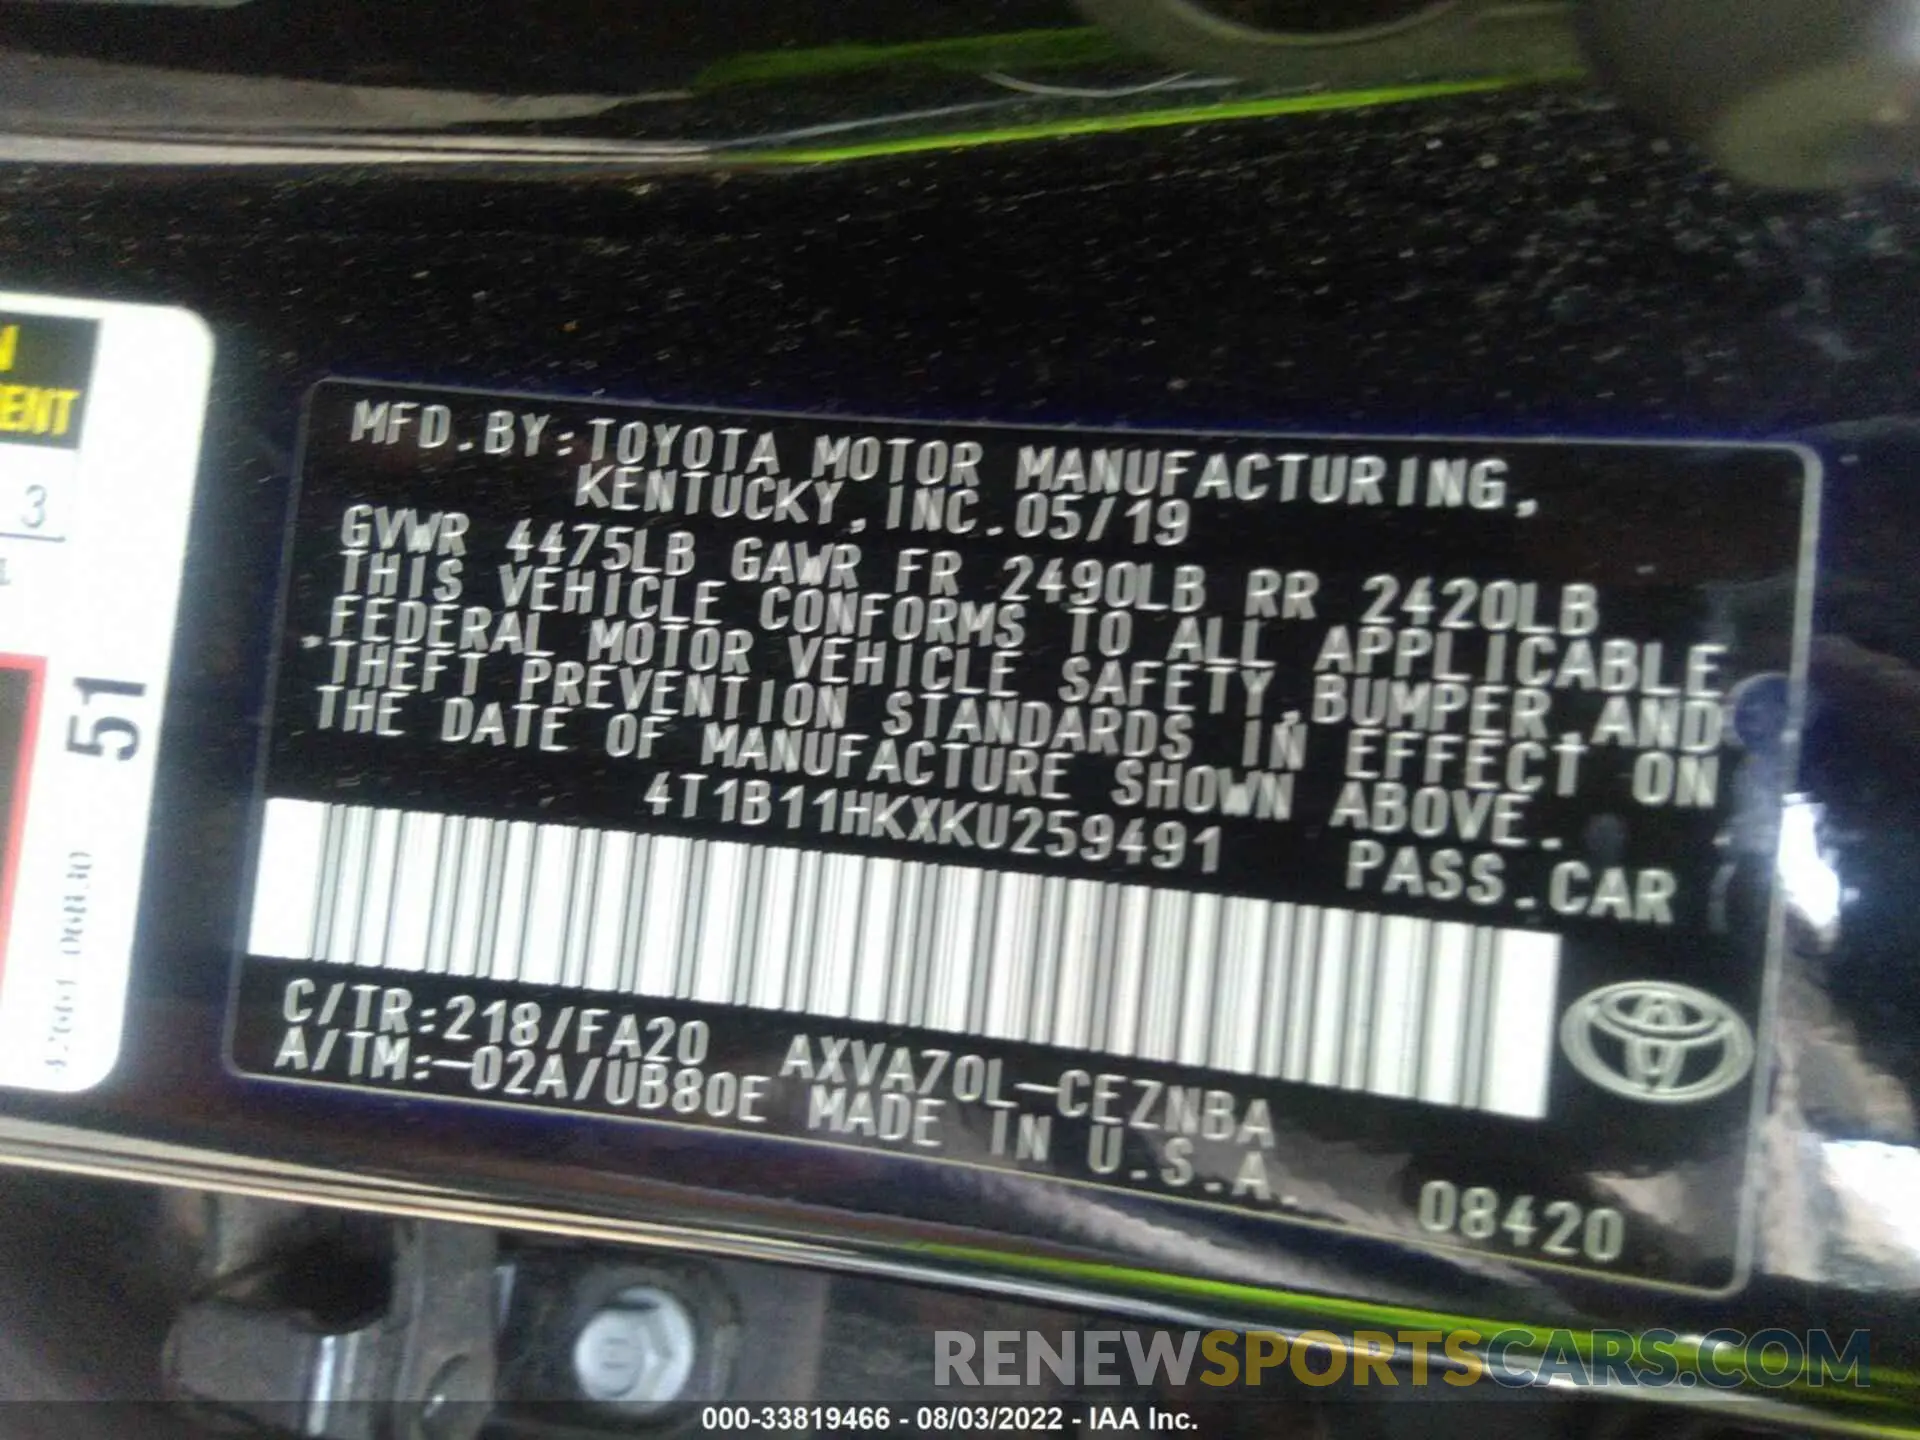 MFD.BY:TOYOTA MOTOR MANUFACTURING,
KENTUCKY,INC.05/19
GVWR 4475LB GAWR FR 2490LB RR 2420LB
THIS VEHICLE CONFORMS TO ALL APPLICABLE
FEDERAL MOTOR VEHICLE SAFETY,BUMPER,AND
THEFT PREVENTION STANDARDS IN EFFECT ON
THE DATE OF MANUFACTURE SHOWN ABOVE.
4T1B11HKXKU259491 PASS.CAR
C/TR:218/FA20 AXVA70L-CEZNBA
A/TM:-02A/UB80E MADE IN U.S.A.
08420
3
51
RENEWSPORTSCARS.COM
000-33819466 - 08/03/2022 - IAA Inc.